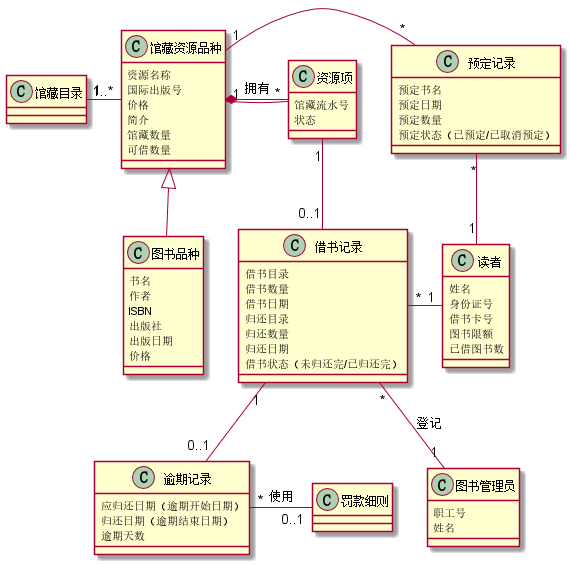 C 馆藏目录
1
1..*
C 馆藏资源品种
资源名称
国际出版号
价格
简介
馆藏数量
可借数量
1
*
1 拥有 *
C 资源项
馆藏流水号
状态
C 预定记录
预定书名
预定日期
预定数量
预定状态（已预定/已取消预定）
1
0..1
*
1
C 图书品种
书名
作者
ISBN
出版社
出版日期
价格
C 借书记录
借书目录
借书数量
借书日期
归还目录
归还数量
归还日期
借书状态（未归还完/已归还完）
* 1
C 读者
姓名
身份证号
借书卡号
图书限额
已借图书数
1
0..1
*
登记
1
C 逾期记录
应归还日期（逾期开始日期）
归还日期（逾期结束日期）
逾期天数
* 使用
0..1
C 罚款细则
C 图书管理员
职工号
姓名